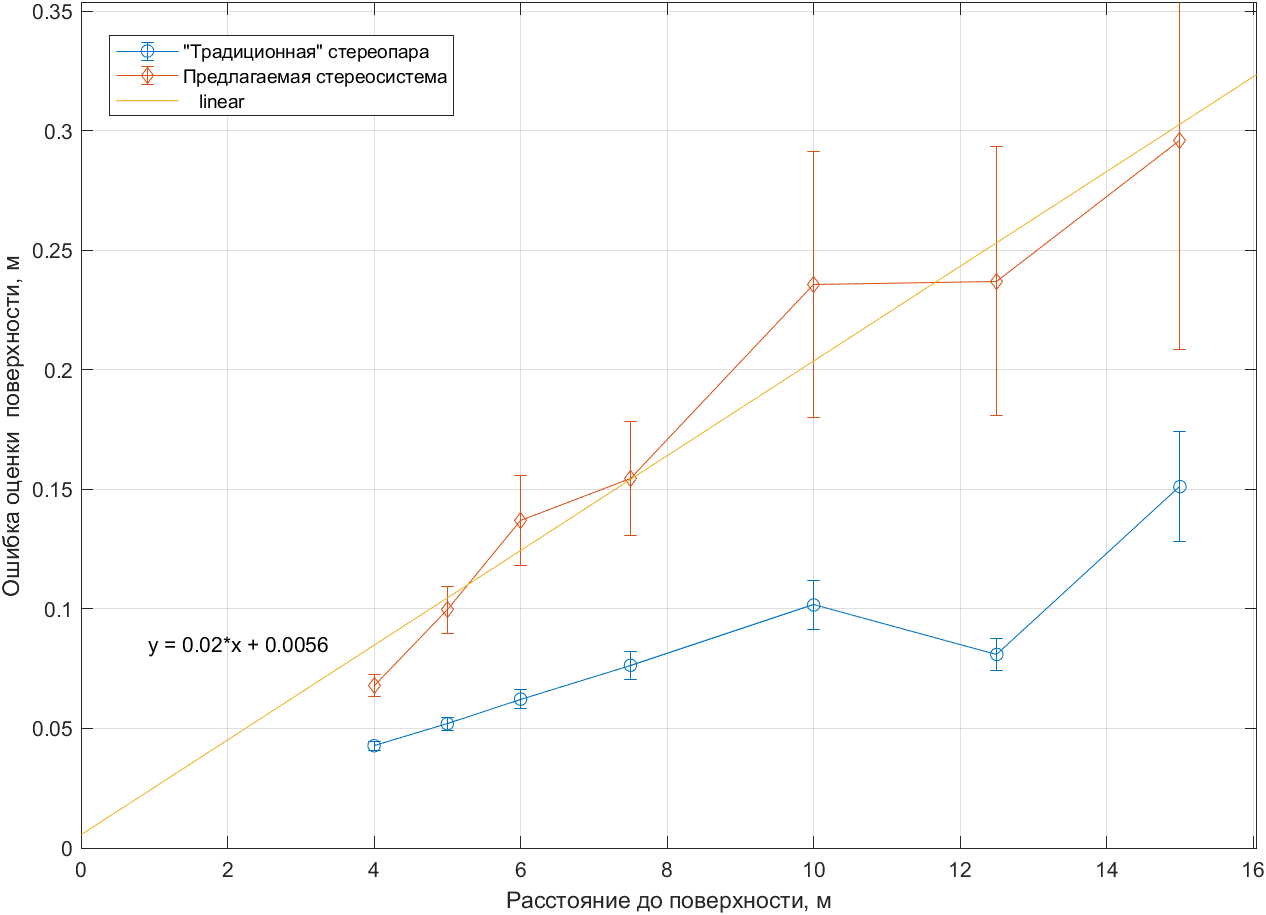 0.35
"Традиционная" стереопара
Предлагаемая стереосистема
linear
0.3
0.25
0.2
0.15
0.1
0.05
0
y = 0.02*x + 0.0056
0 2 4 6 8 10 12 14 16
Расстояние до поверхности, м
Ошибка оценки  поверхности, м